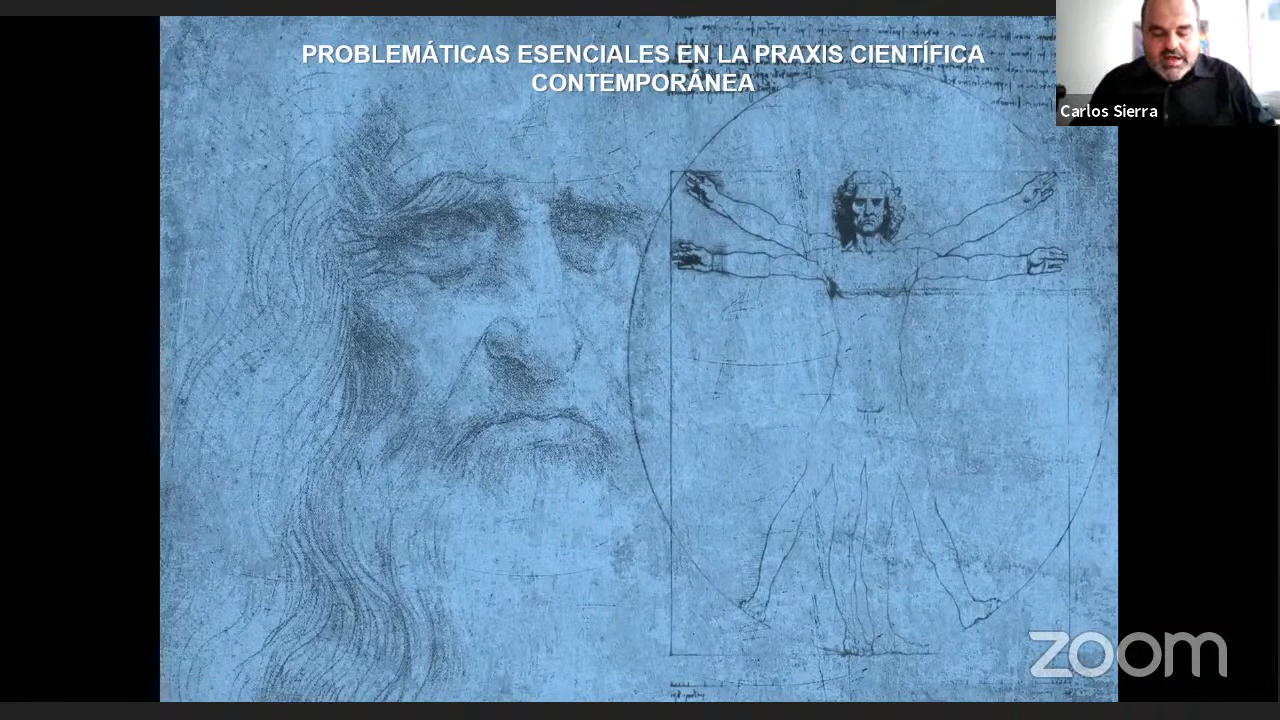 PROBLEMÁTICAS ESENCIALES EN LA PRAXIS CIENTÍFICA
CONTEMPORÁNEA
Carlos Sierra
zoom